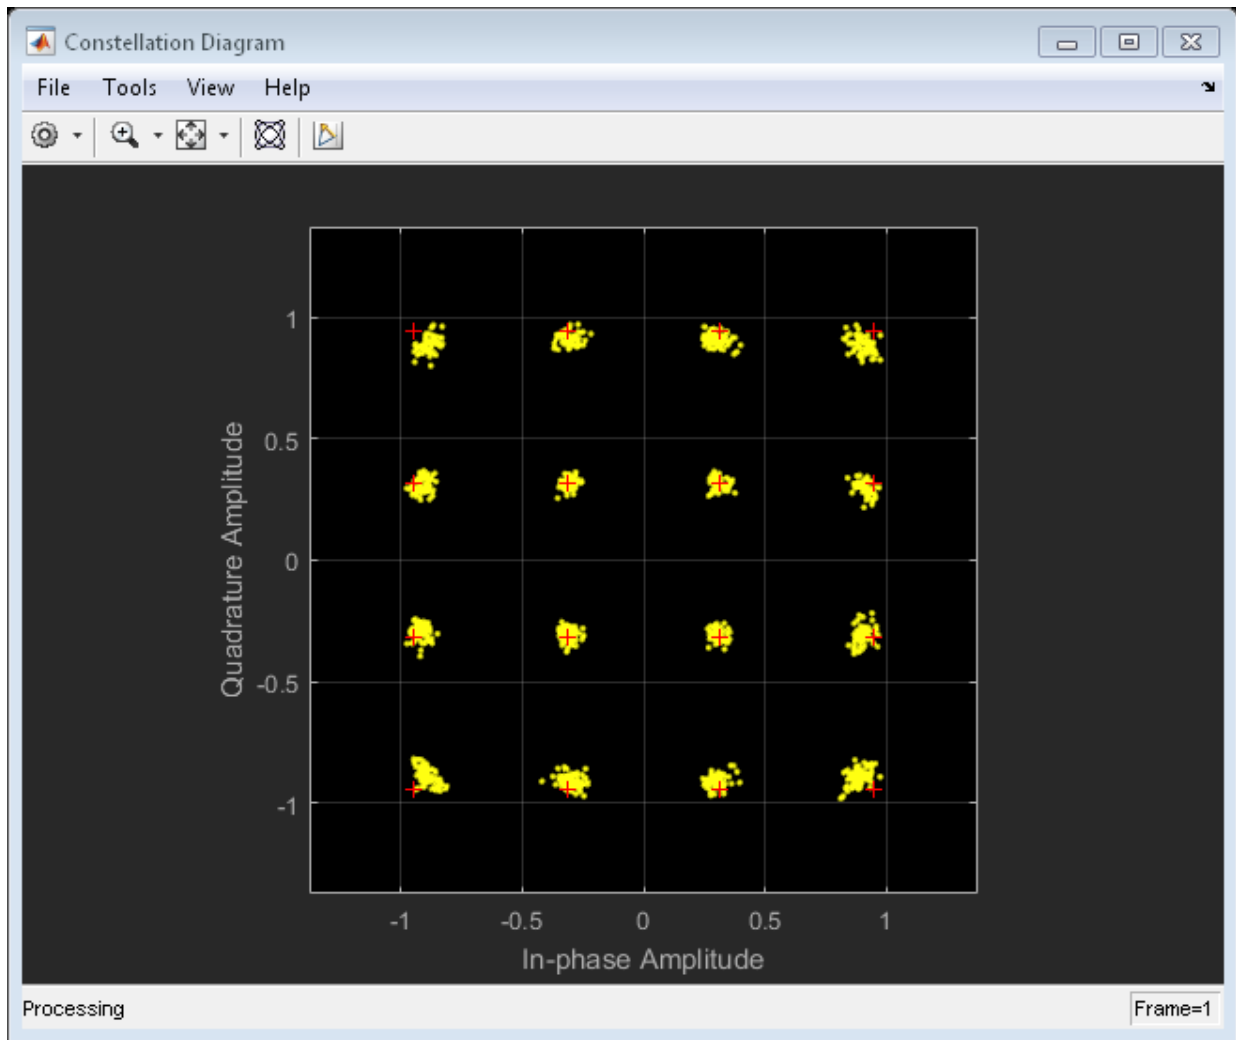 Constellation Diagram
File Tools View Help
1
0.5
0
-0.5
-1
Quadrature Amplitude
-1 -0.5 0 0.5 1
In-phase Amplitude
Processing Frame=1